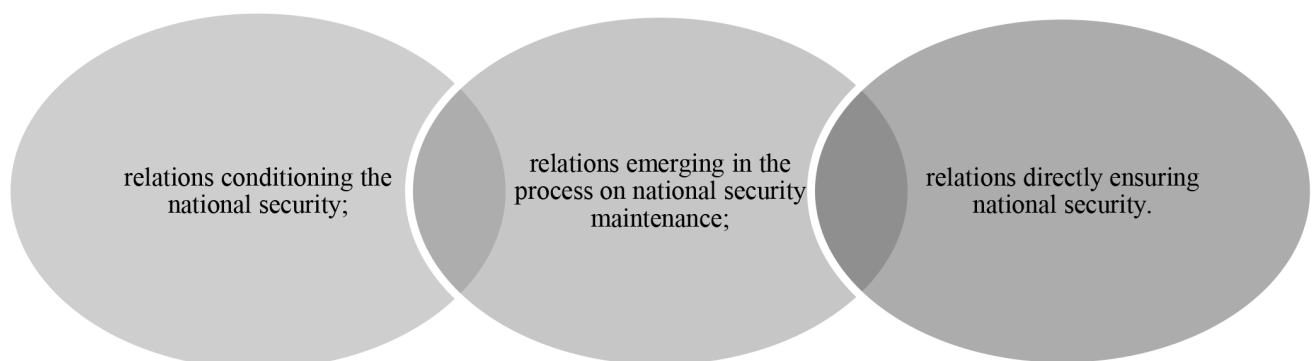 relations conditioning the
national security;
relations emerging in the
process on national security
maintenance;
relations directly ensuring
national security.